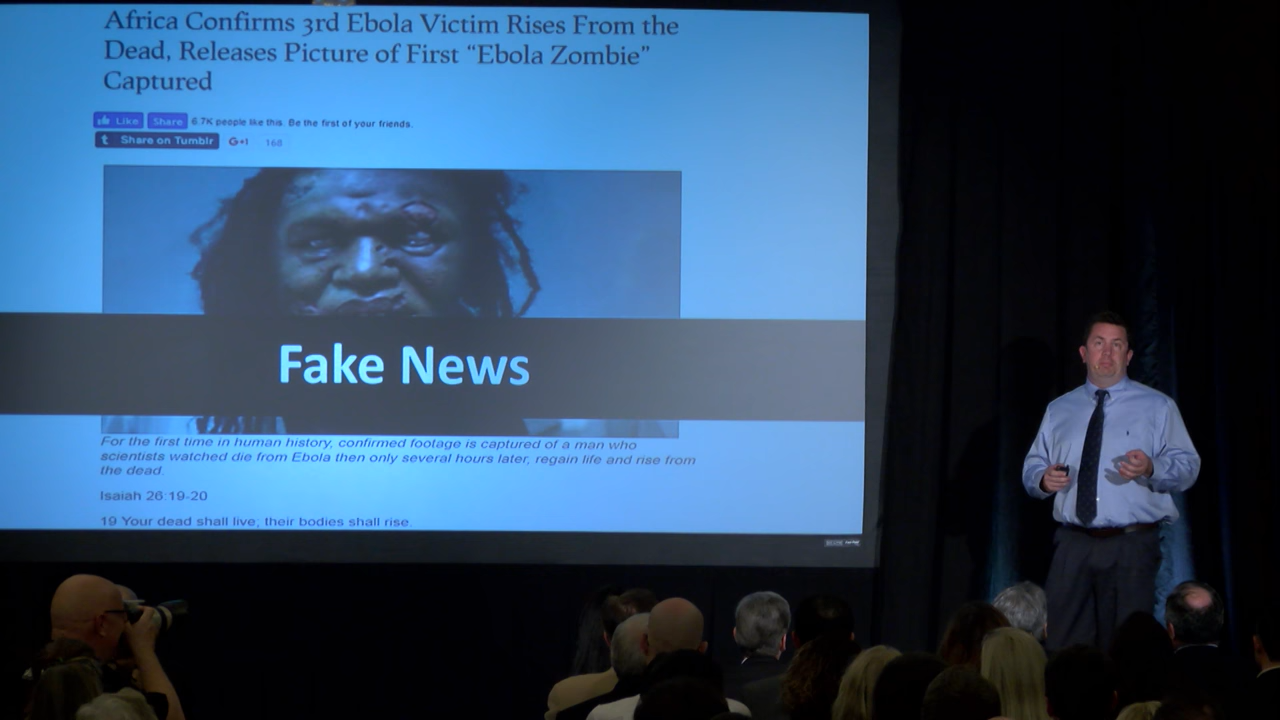 Africa Confirms 3rd Ebola Victim Rises From the
Dead, Releases Picture of First “Ebola Zombie”
Captured
Like Share 6.7K people like this. Be the first of your friends.
t Share on Tumblr G+1 168
Fake News
For the first time in human history, confirmed footage is captured of a man who
scientists watched die from Ebola then only several hours later, regain life and rise from
the dead.
Isaiah 26:19-20
19 Your dead shall live; their bodies shall rise.